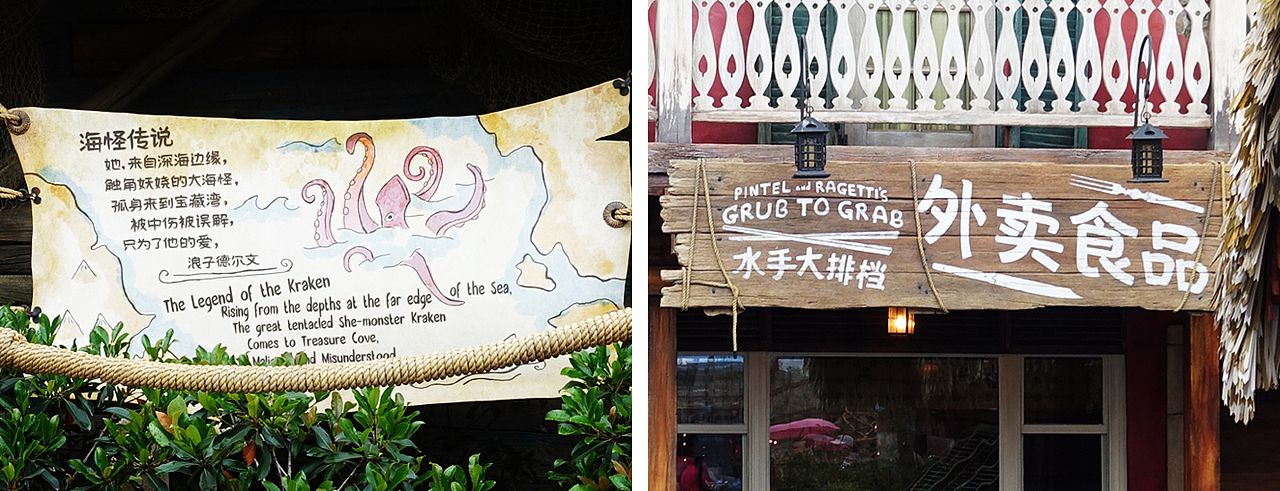 海怪传说
她,来自深海边缘,
触角妖娆的大海怪,
孤身来到宝藏湾,
被中伤被误解,
只为了他的爱,
浪子德尔文
The Legend of the Kraken
Rising from the depths at the far edge of the Sea,
The great tentacled She-monster Kraken
Comes to Treasure Cove,
and Misunderstood
PINTEL and RAGETTI'S
GRUB TO GRAB
水手大排档
外卖食品